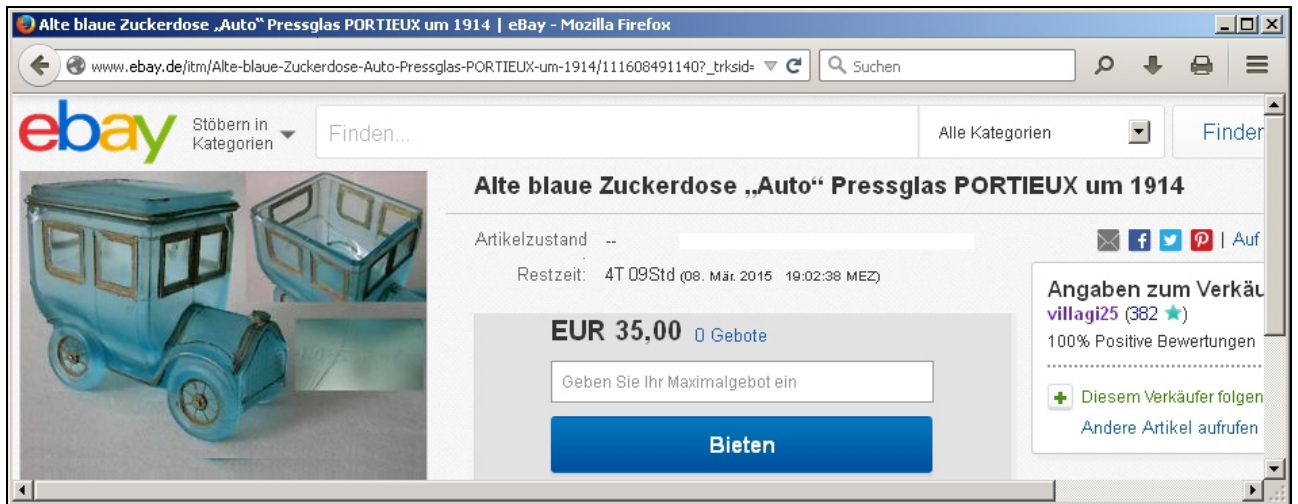 Alte blaue Zuckerdose „Auto“ Pressglas PORTIEUX um 1914 | eBay - Mozilla Firefox
www.ebay.de/itm/Alte-blaue-Zuckerdose-Auto-Pressglas-PORTIEUX-um-1914/111608491140?_trksid= Suchen
ebay Stöbern in
Kategorien
Finden... Alle Kategorien Finden
Alte blaue Zuckerdose „Auto“ Pressglas PORTIEUX um 1914
Artikelzustand -- | Auf
Restzeit: 4T 09Std (08. Mär. 2015 19:02:38 MEZ)
Angaben zum Verkäu
villagi25 (382)
100% Positive Bewertungen
EUR 35,00 0 Gebote
Geben Sie Ihr Maximalgebot ein
Diesem Verkäufer folgen
Andere Artikel aufrufen
Bieten